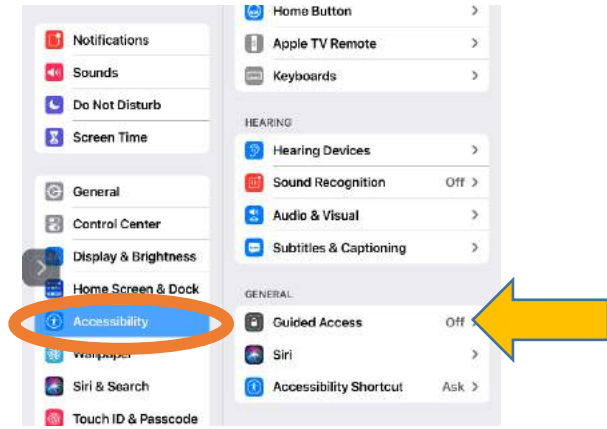 Notifications
Sounds
Do Not Disturb
Screen Time
General
Control Center
Display & Brightness
Home Screen & Dock
Accessibility
Wallpaper
Siri & Search
Touch ID & Passcode
Home Button
Apple TV Remote
Keyboards
HEARING
Hearing Devices
Sound Recognition Off
Audio & Visual
Subtitles & Captioning
GENERAL
Guided Access Off
Siri
Accessibility Shortcut Ask